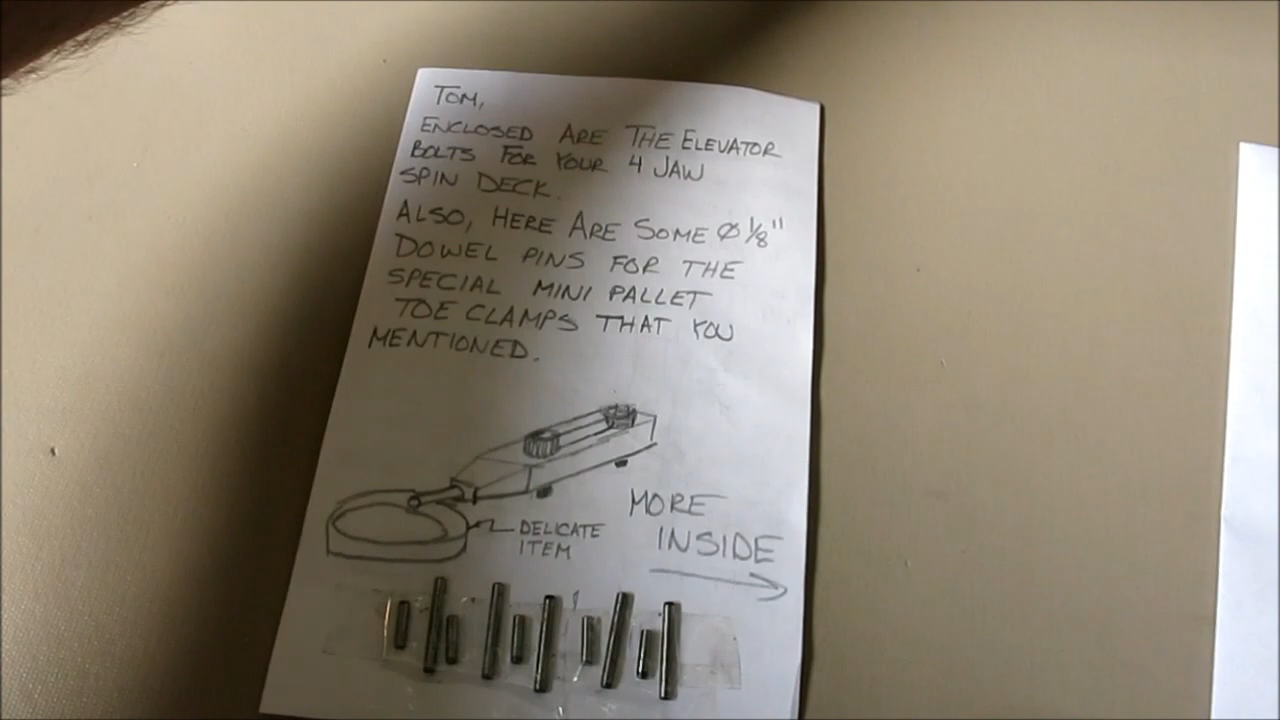 TOM,
ENCLOSED ARE THE ELEVATOR
BOLTS FOR YOUR 4 JAW
SPIN DECK.
ALSO, HERE ARE SOME Ø 1/8"
DOWEL PINS FOR THE
SPECIAL MINI PALLET
TOE CLAMPS THAT YOU
MENTIONED.
DELICATE
ITEM
MORE
INSIDE